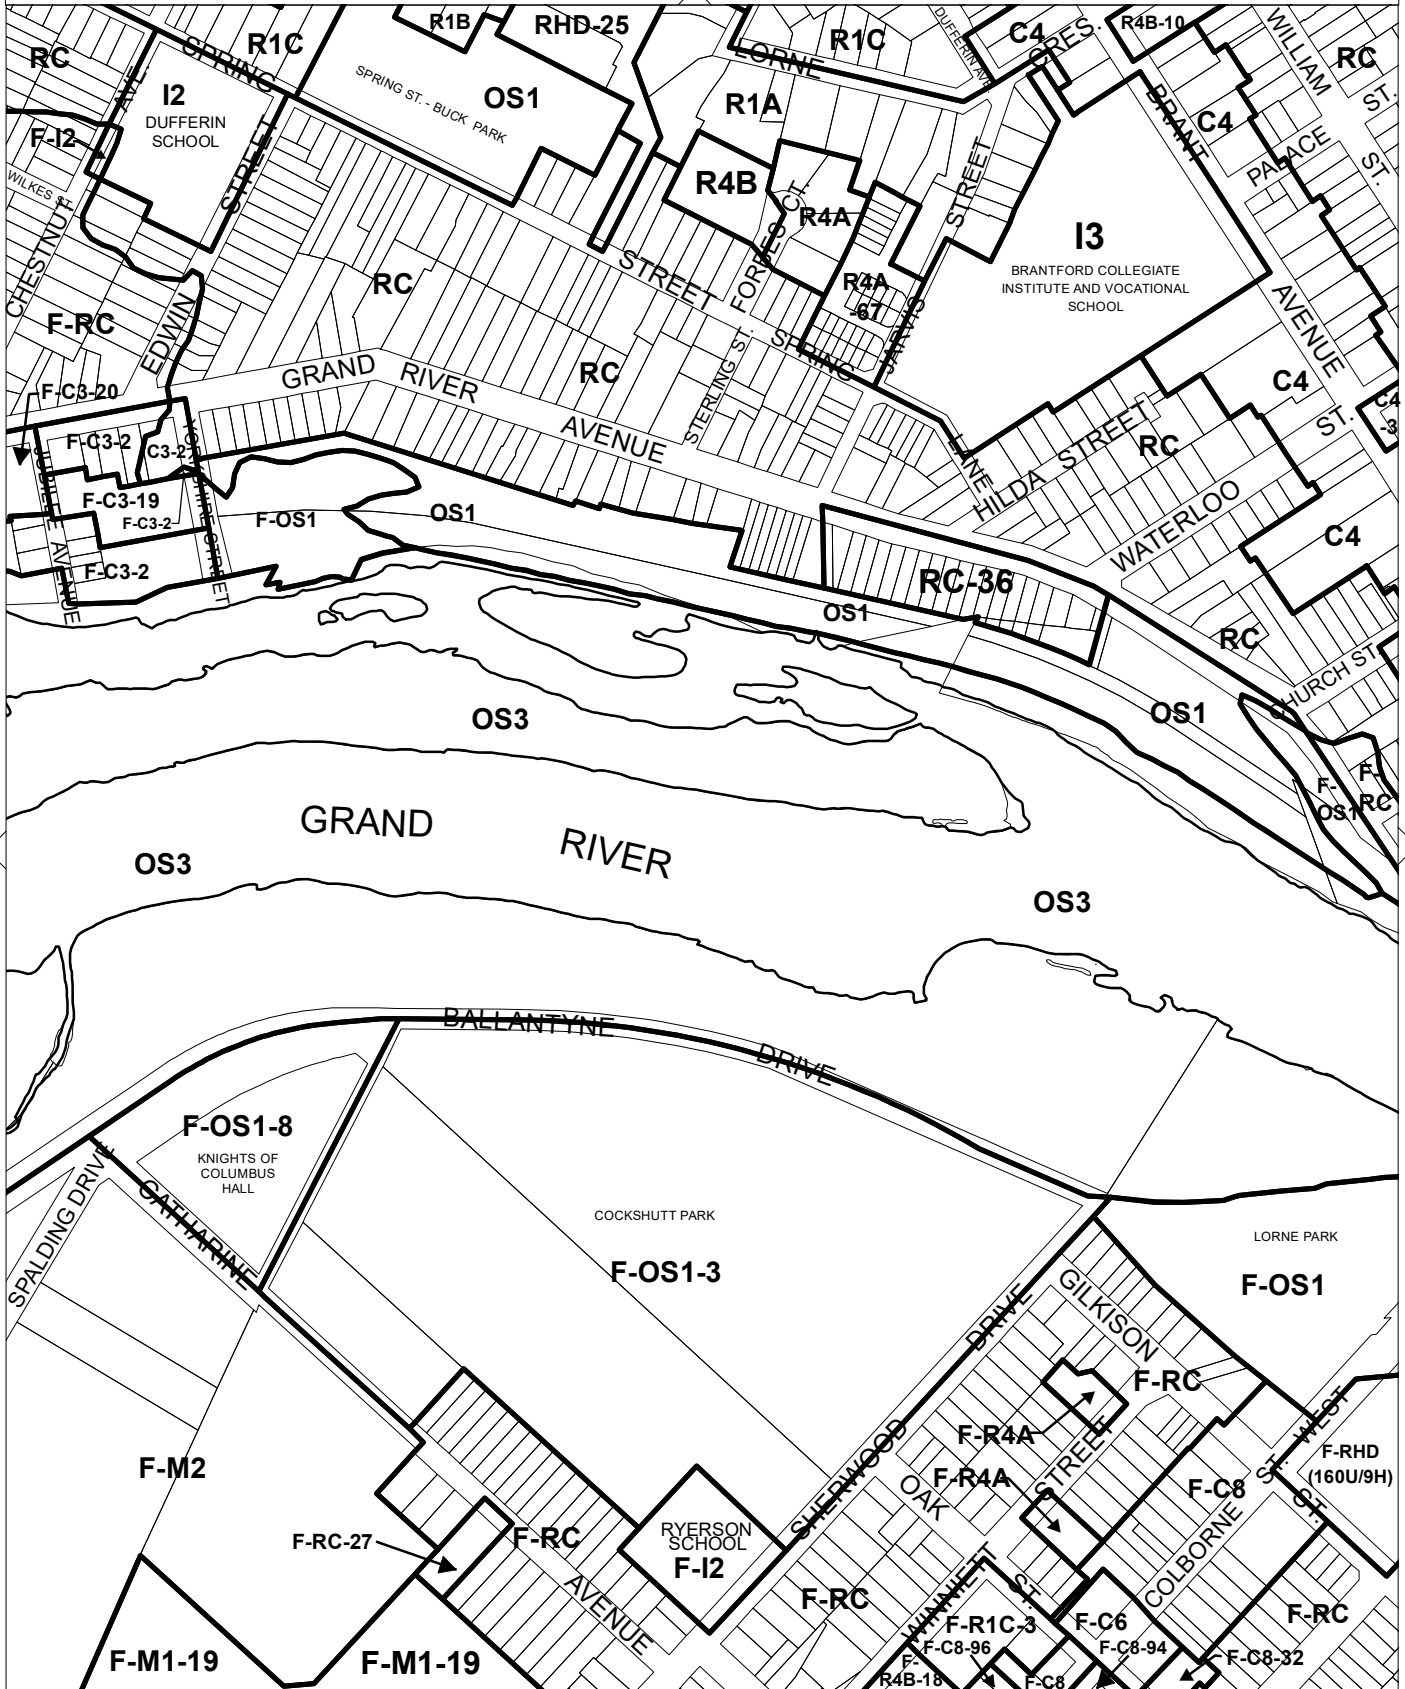 R1B
RHD-25
R1C
SPRING
RC
AVE.
I2
DUFFERIN
SCHOOL
STREET
F-I2
WILKES ST.
CHESTNUT
SPRING ST. - BUCK PARK
OS1
LORNE
R1C
DUFFERIN AVE
C4
CRES.
R4B-10
WILLIAM
ST.
RC
ST.
R1A
BRANT
C4
PALACE
ST.
R4B
FORBES CT.
R4A
STREET
I3
BRANTFORD COLLEGIATE
INSTITUTE AND VOCATIONAL
SCHOOL
AVENUE
RC
STREET
R4A
-67
JARVIS
F-RC
EDWIN
SPRING
STERLING ST.
GRAND
RIVER
AVENUE
RC
C4
C4
-3
ST.
F-C3-20
F-C3-2
C3-2
YORKSHIRE STREET
JUBILEE AVENUE
F-C3-19
F-C3-2
F-C3-2
F-OS1
OS1
LANE
HILDA
STREET
RC
WATERLOO
C4
RC-36
OS1
RC
CHURCH ST.
OS1
F-
OS1
F-
RC
OS3
GRAND
RIVER
OS3
OS3
BALLANTYNE
DRIVE
F-OS1-8
KNIGHTS OF
COLUMBUS
HALL
SPALDING DRIVE
CATHARINE
COCKSHUTT PARK
F-OS1-3
LORNE PARK
F-OS1
GILKISON
DRIVE
F-RC
F-R4A
F-R4A
STREET
SHERWOOD
OAK
ST.
WEST
ST.
F-RHD
(160U/9H)
F-C8
COLBORNE
F-M2
F-RC-27
F-RC
RYERSON
SCHOOL
F-I2
AVENUE
F-RC
WINNIETT
ST.
F-R1C-3
F-C8-96
F-
R4B-18
F-C8
F-C6
F-C8-94
F-C8-32
F-RC
F-M1-19
F-M1-19